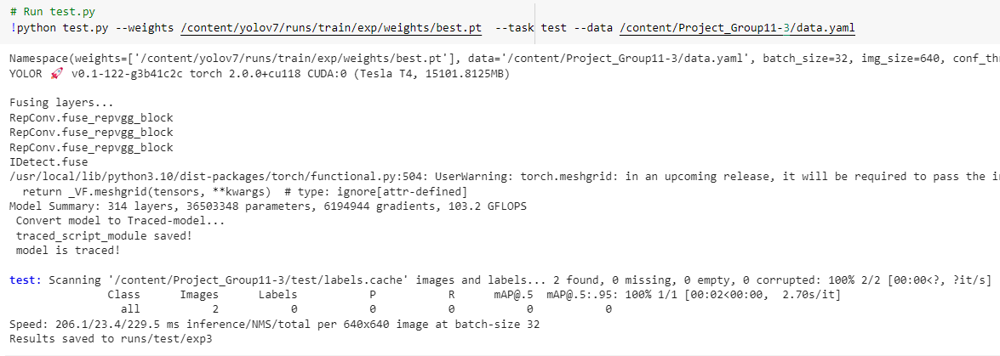 # Run test.py
!python test.py --weights /content/yolov7/runs/train/exp/weights/best.pt  --task test --data /content/Project_Group11-3/data.yaml
Namespace(weights=['/content/yolov7/runs/train/exp/weights/best.pt'], data='/content/Project_Group11-3/data.yaml', batch_size=32, img_size=640, conf_thr
YOLOR 🚀 v0.1-122-g3b41c2c torch 2.0.0+cu118 CUDA:0 (Tesla T4, 15101.8125MB)
Fusing layers...
RepConv.fuse_repvgg_block
RepConv.fuse_repvgg_block
RepConv.fuse_repvgg_block
IDetect.fuse
/usr/local/lib/python3.10/dist-packages/torch/functional.py:504: UserWarning: torch.meshgrid: in an upcoming release, it will be required to pass the in
  return _VF.meshgrid(tensors, **kwargs)  # type: ignore[attr-defined]
Model Summary: 314 layers, 36503348 parameters, 6194944 gradients, 103.2 GFLOPS
 Convert model to Traced-model...
 traced_script_module saved!
 model is traced!
test: Scanning '/content/Project_Group11-3/test/labels.cache' images and labels... 2 found, 0 missing, 0 empty, 0 corrupted: 100% 2/2 [00:00<?, ?it/s]
Class Images Labels P R mAP@.5 mAP@.5:.95: 100% 1/1 [00:02<00:00, 2.70s/it]
all 2 0 0 0 0 0
Speed: 206.1/23.4/229.5 ms inference/NMS/total per 640x640 image at batch-size 32
Results saved to runs/test/exp3